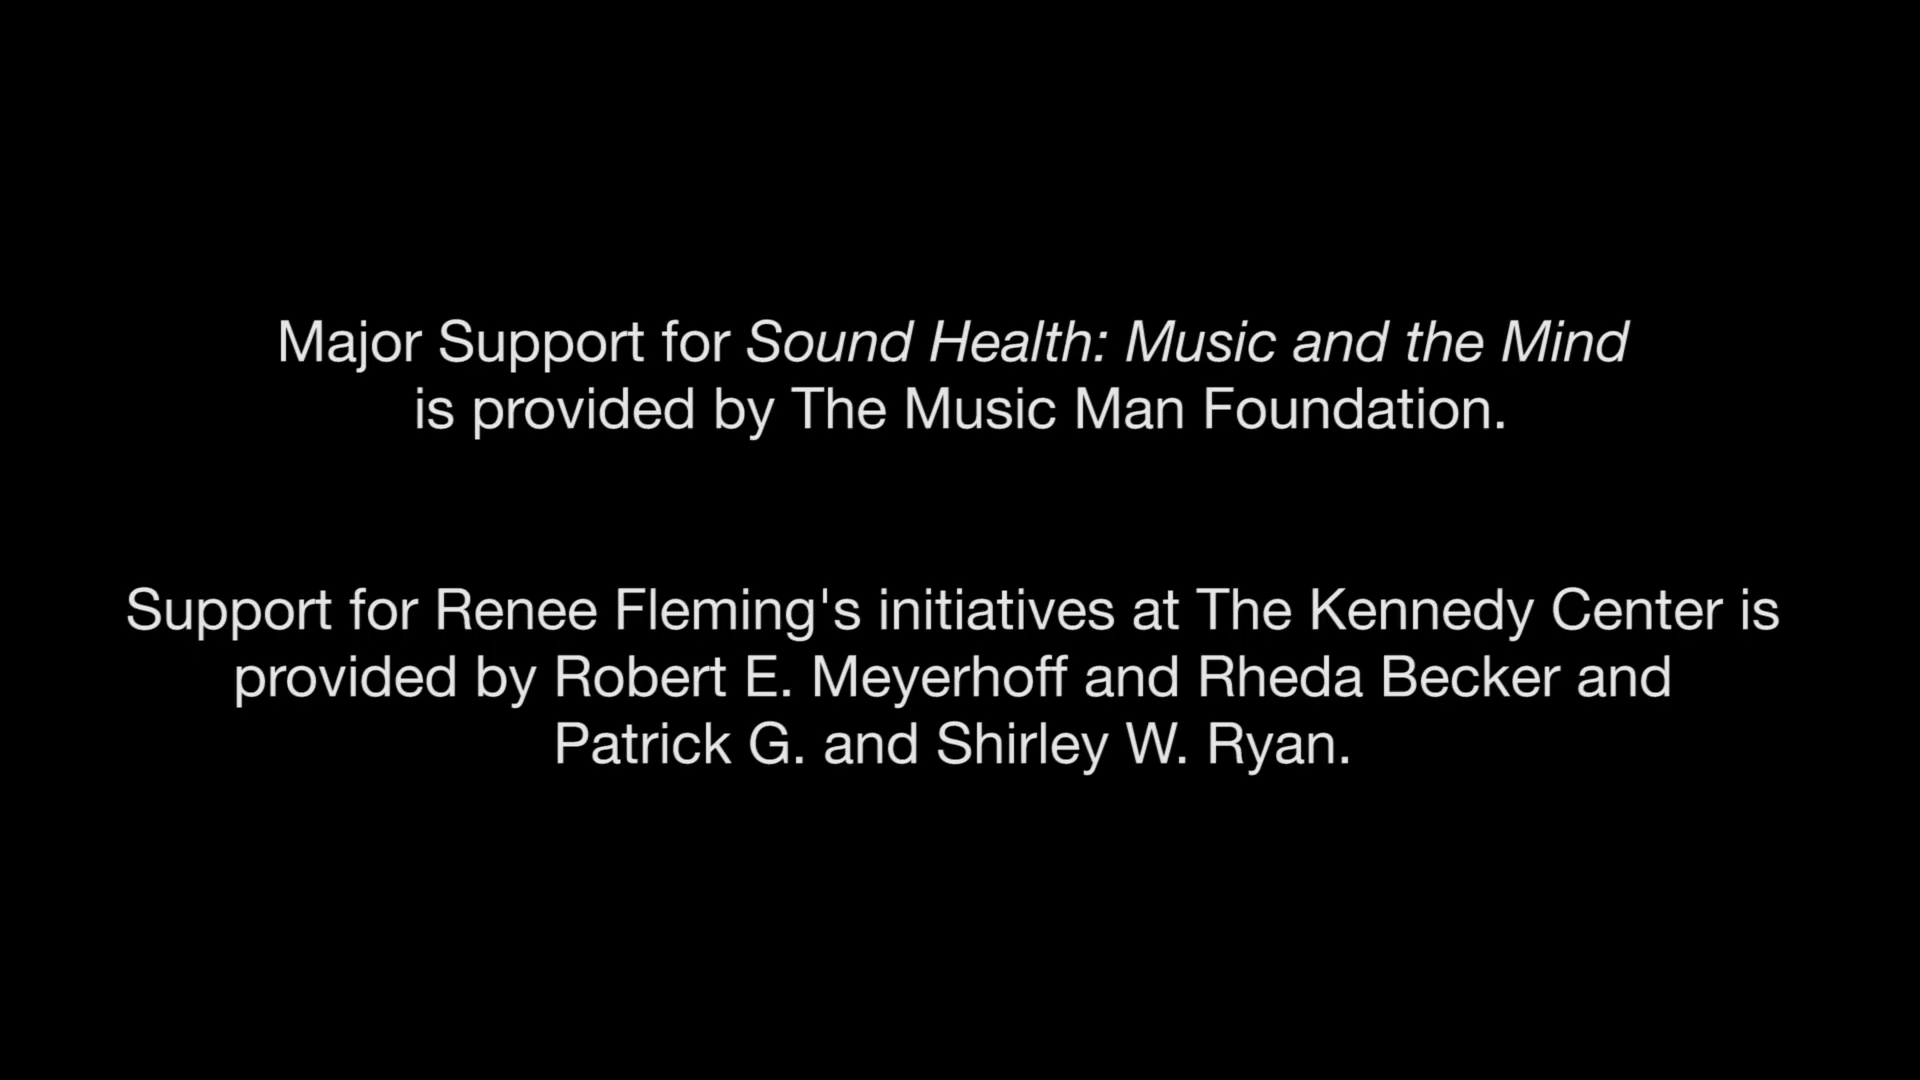 Major Support for Sound Health: Music and the Mind
is provided by The Music Man Foundation.
Support for Renee Fleming's initiatives at The Kennedy Center is
provided by Robert E. Meyerhoff and Rheda Becker and
Patrick G. and Shirley W. Ryan.